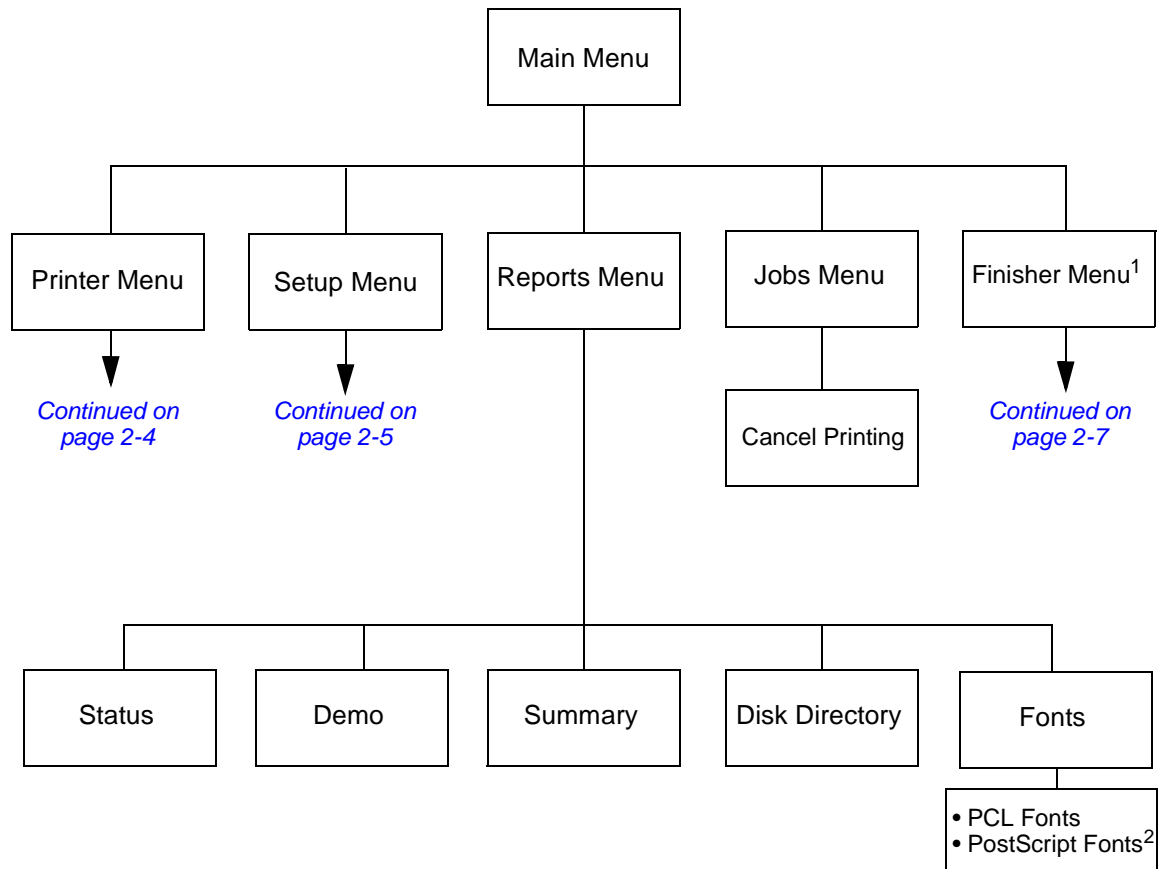 Main Menu
Printer Menu
Setup Menu
Reports Menu
Jobs Menu
Finisher Menu1
Continued on
page 2-4
Continued on
page 2-5
Cancel Printing
Continued on
page 2-7
Status
Demo
Summary
Disk Directory
Fonts
• PCL Fonts
• PostScript Fonts2